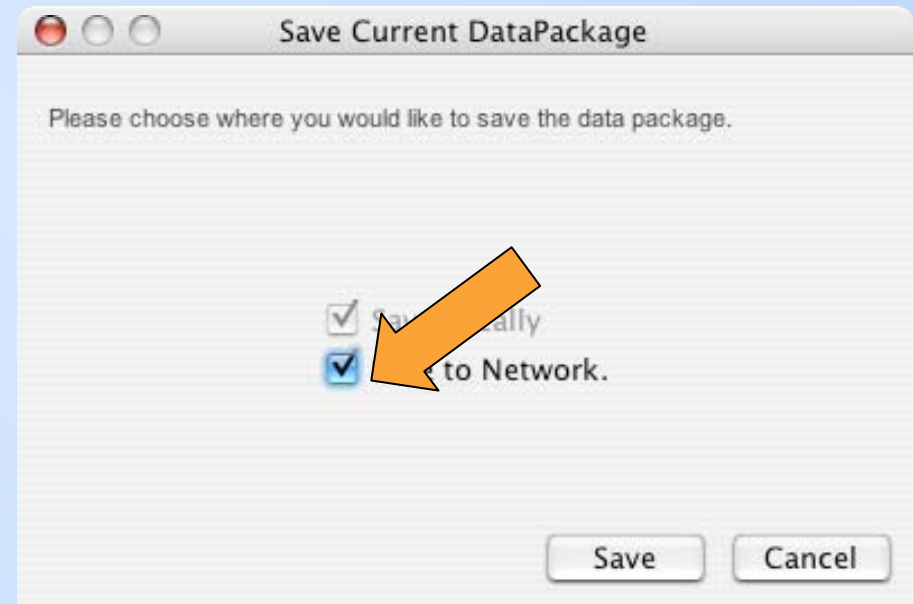 Save Current DataPackage
Please choose where you would like to save the data package.
to Network.
Save
Cancel